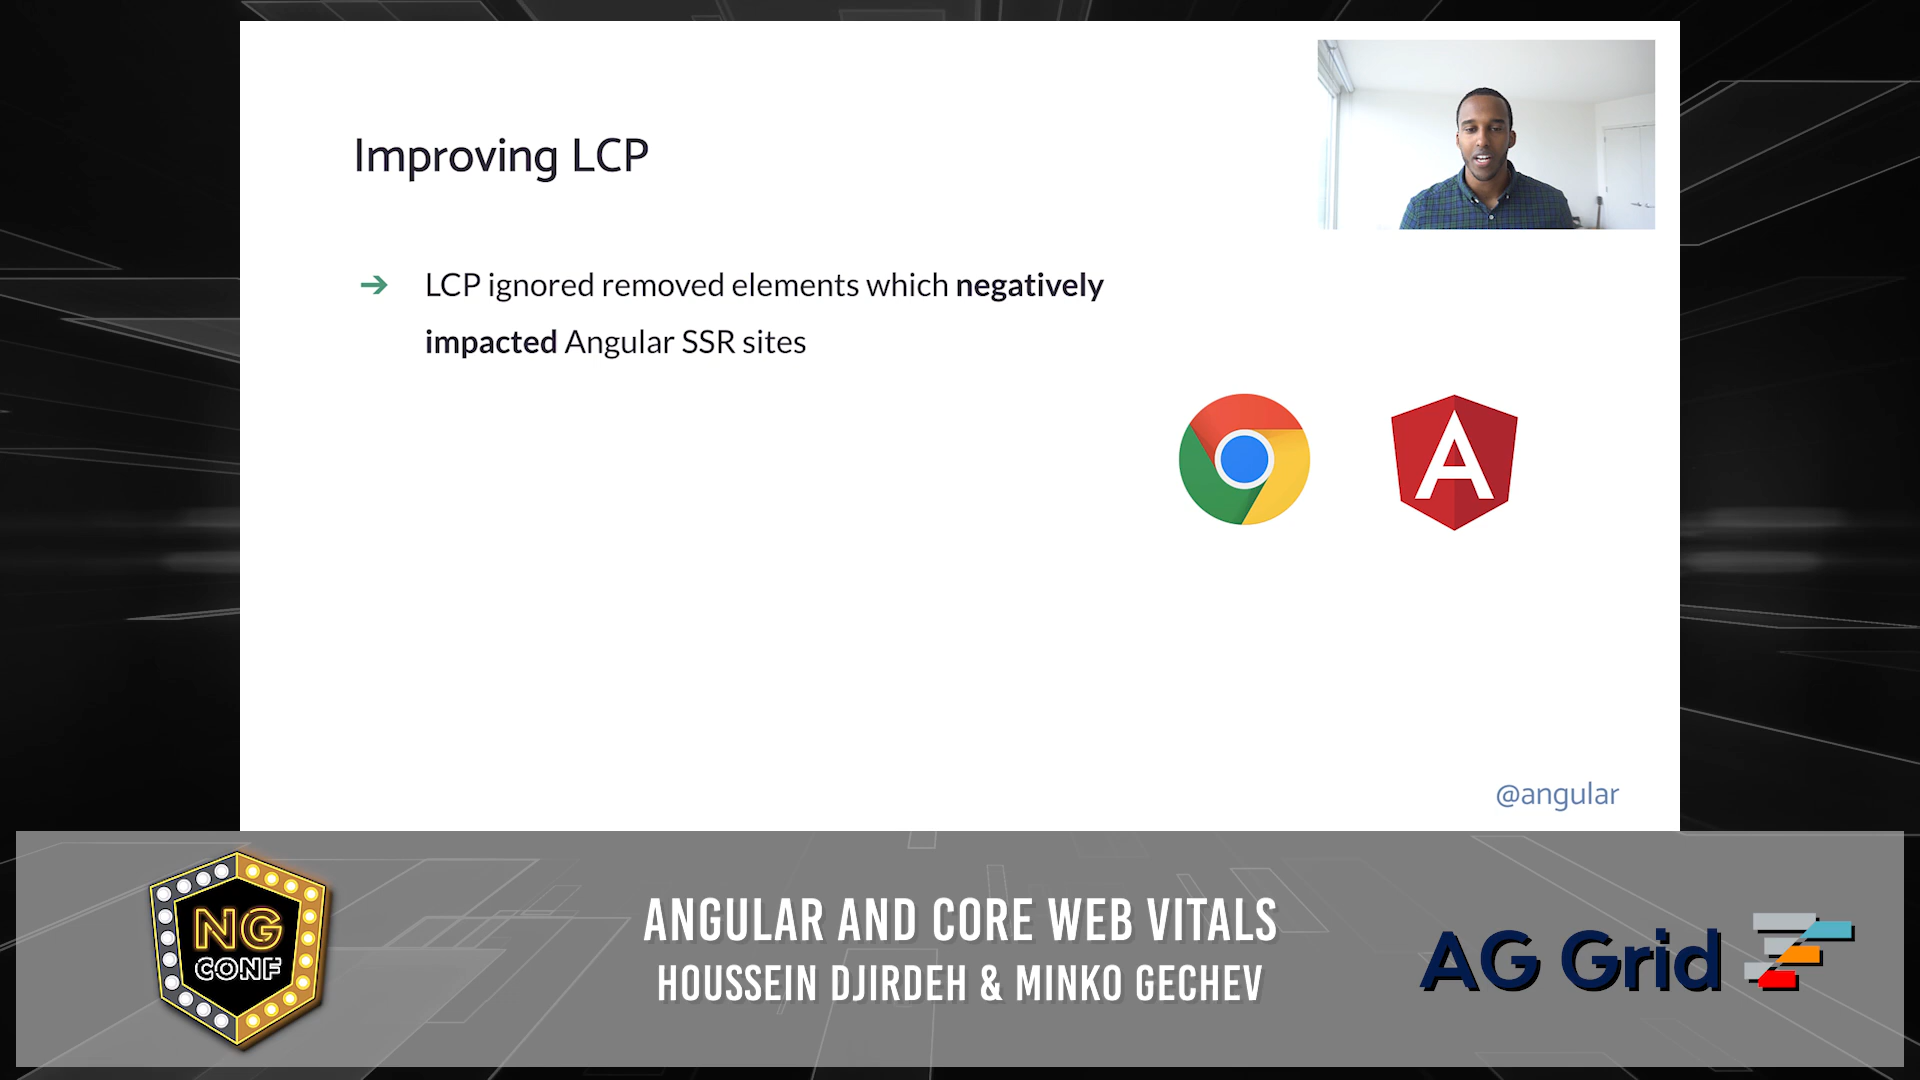 Improving LCP
➔ LCP ignored removed elements which negatively
impacted Angular SSR sites
A
@angular
NG
CONF
ANGULAR AND CORE WEB VITALS
HOUSSEIN DJIRDEH & MINKO GECHEV
AG Grid